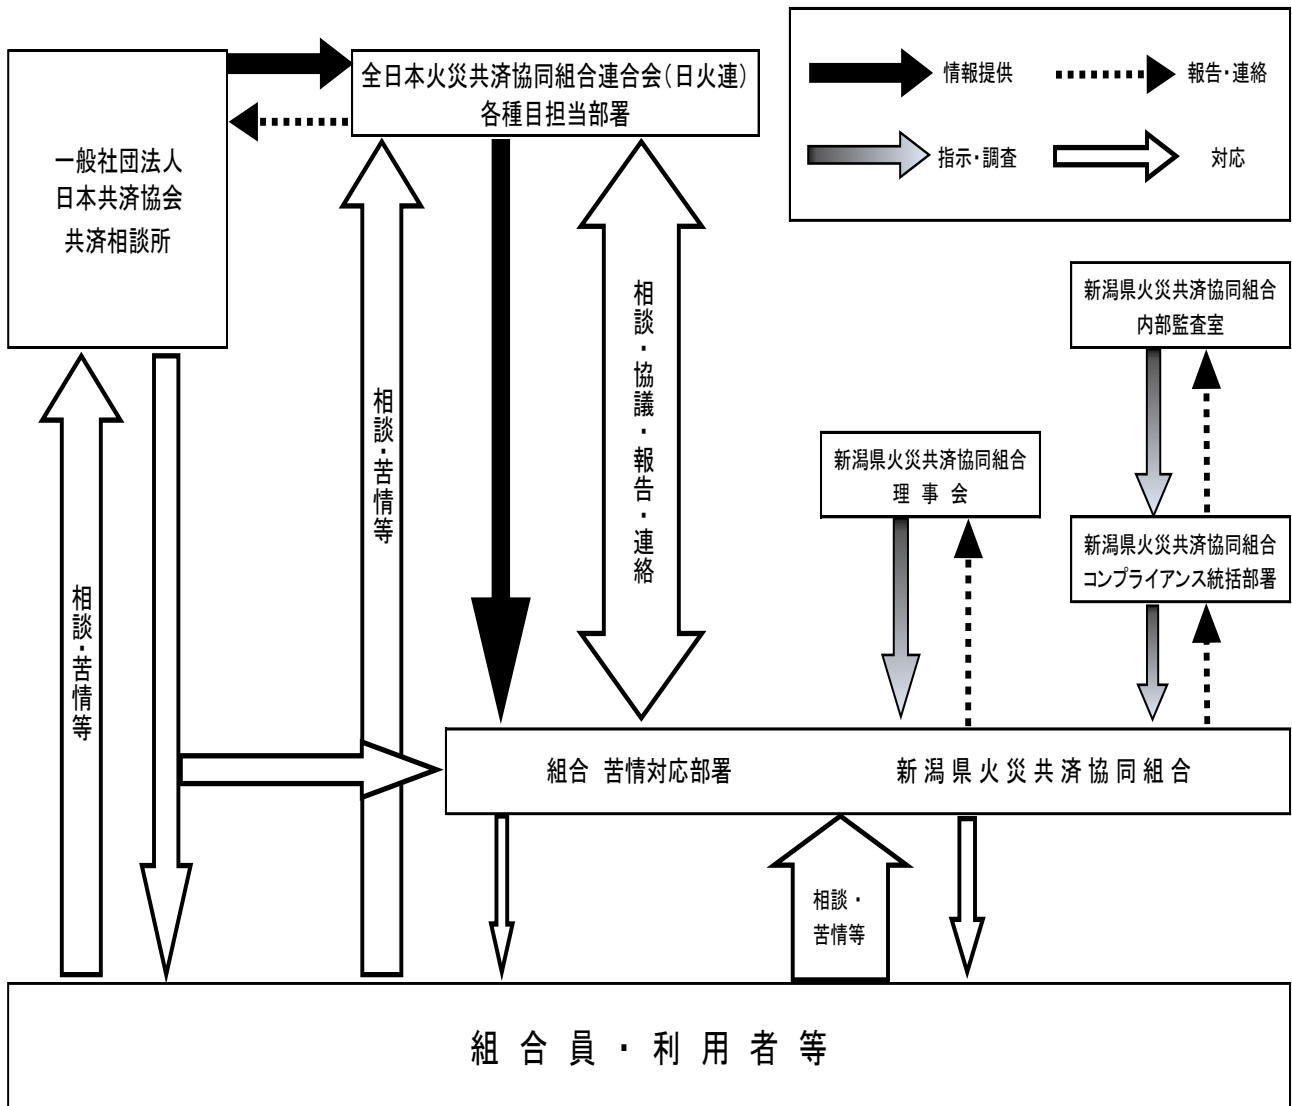 一般社団法人
日本共済協会
共済相談所
全日本火災共済協同組合連合会(日火連)
各種目担当部署
情報提供
報告・連絡
指示・調査
対応
新潟県火災共済協同組合
内部監査室
新潟県火災共済協同組合
理事会
新潟県火災共済協同組合
コンプライアンス統括部署
相談・苦情等
相談・苦情等
相談・協議・報告・連絡
組合 苦情対応部署
新潟県火災共済協同組合
相談・
苦情等
組合員・利用者等